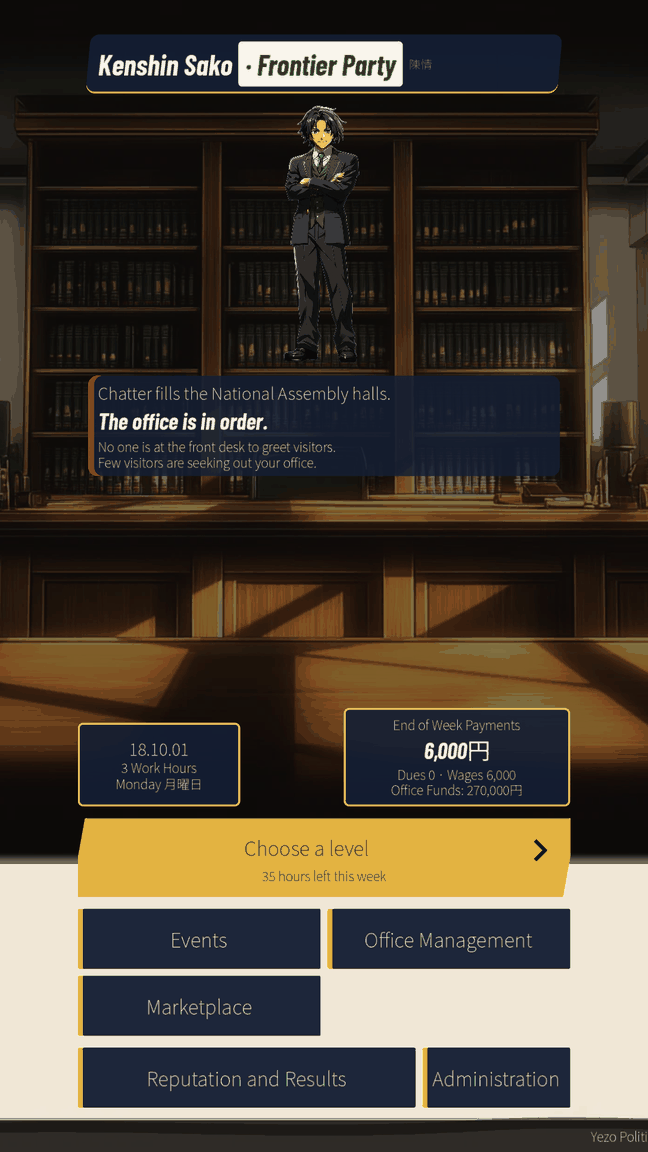 Kenshin Sako · Frontier Party 陳情
Chatter fills the National Assembly halls.
The office is in order.
No one is at the front desk to greet visitors.
Few visitors are seeking out your office.
18.10.01
3 Work Hours
Monday 月曜日
End of Week Payments
6,000円
Dues 0 · Wages 6,000
Office Funds: 270,000円
Choose a level
35 hours left this week
Events
Office Management
Marketplace
Reputation and Results
Administration
Yezo Politi